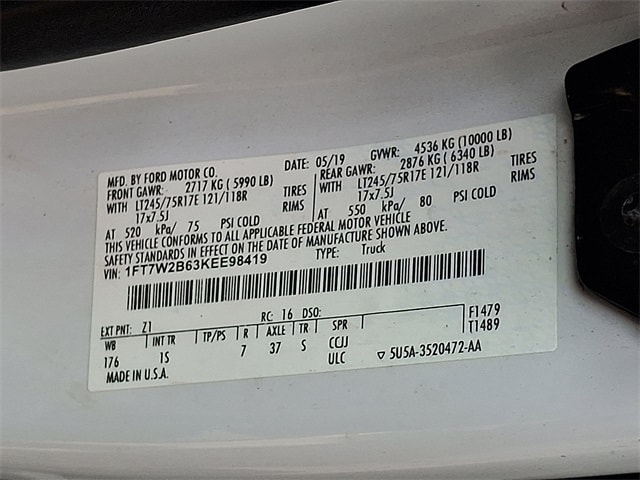 MFD. BY FORD MOTOR CO. DATE: 05/19 GVWR: 4536 KG (10000 LB)
FRONT GAWR: 2717 KG ( 5990 LB) REAR GAWR: 2876 KG ( 6340 LB)
WITH LT245/75R17E 121/118R TIRES WITH LT245/75R17E 121/118R TIRES
17x7.5J RIMS 17x7.5J RIMS
AT 520 kPa/ 75 PSI COLD AT 550 kPa/ 80 PSI COLD
THIS VEHICLE CONFORMS TO ALL APPLICABLE FEDERAL MOTOR VEHICLE
SAFETY STANDARDS IN EFFECT ON THE DATE OF MANUFACTURE SHOWN ABOVE.
VIN: 1FT7W2B63KEE98419 TYPE: Truck
EXT PNT: Z1 RC: 16 DSO: F1479
WB INT TR TP/PS R AXLE TR SPR T1489
176 1S 7 37 S CCJJ
ULC ▽ 5U5A-3520472-AA
MADE IN U.S.A.